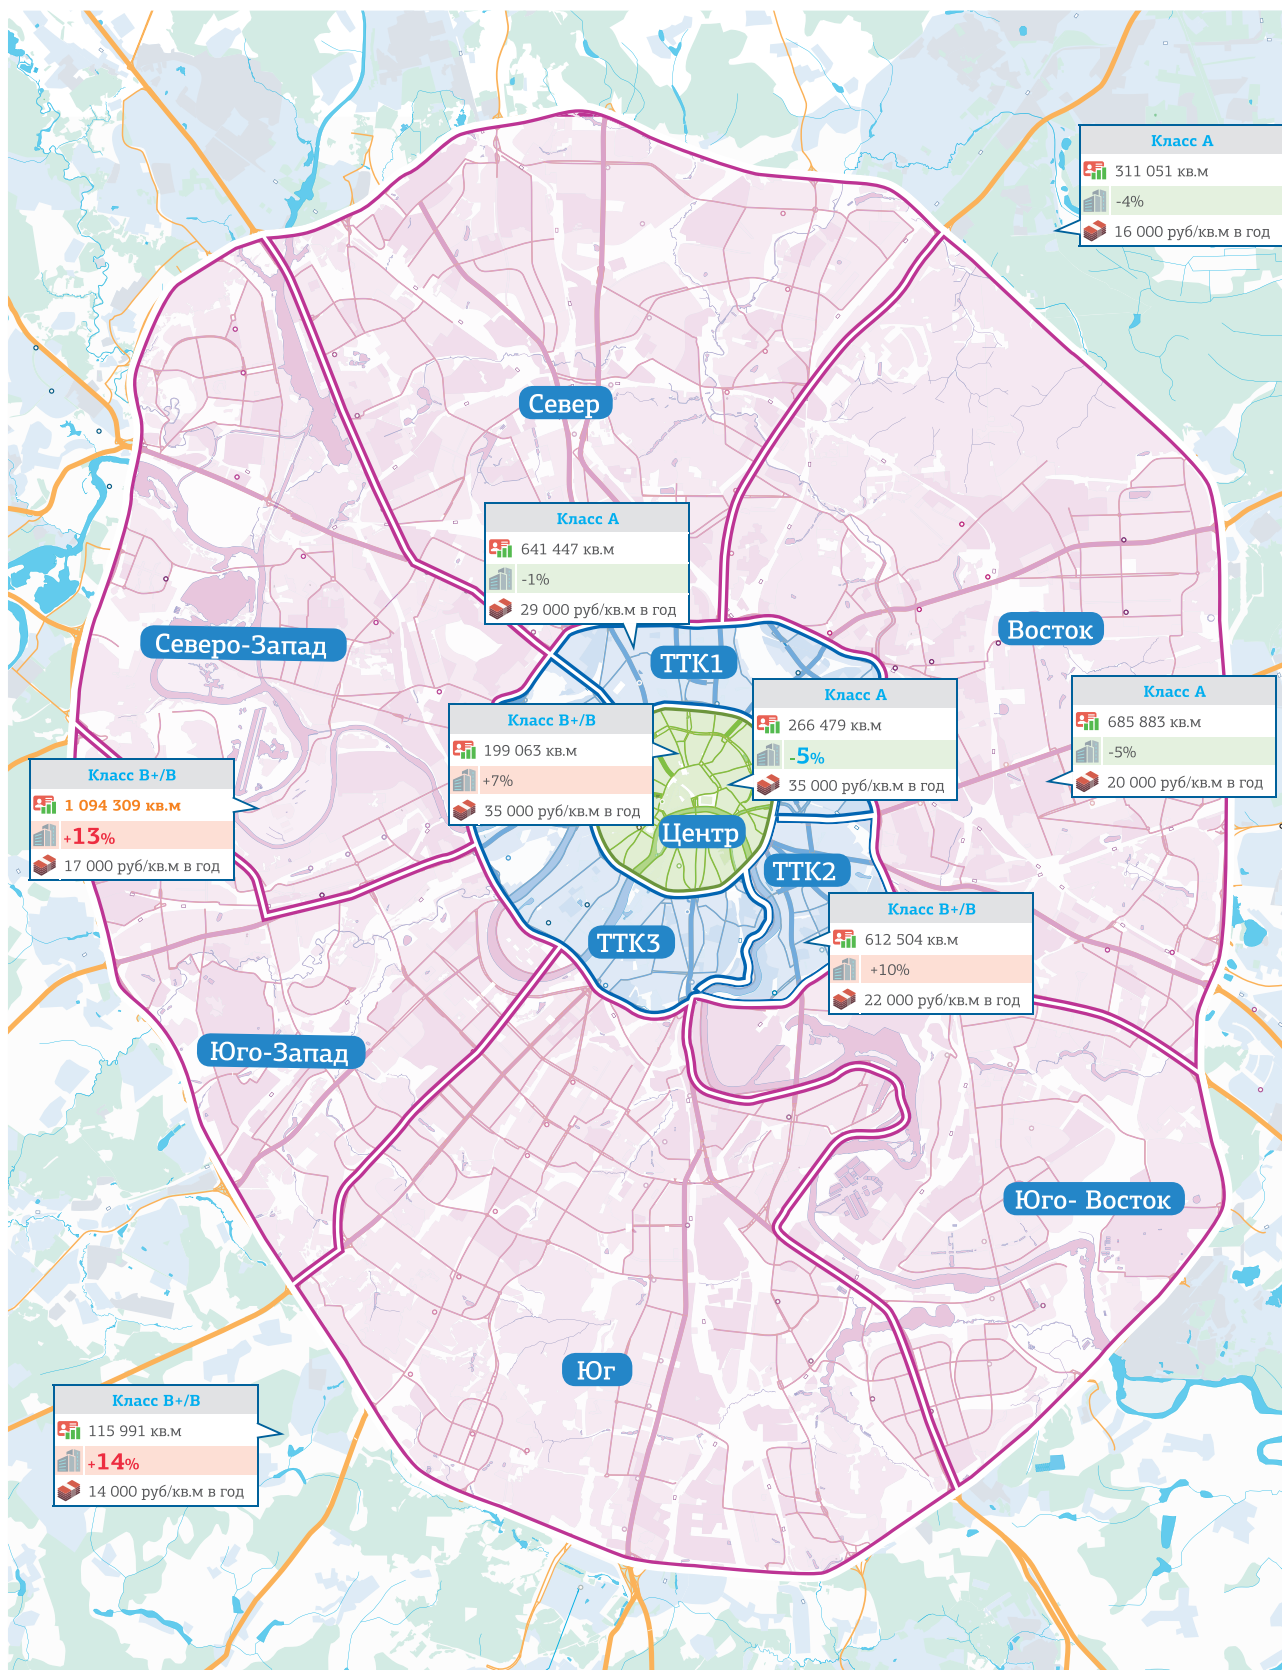 Класс А
311 051 кв.м
-4%
16 000 руб/кв.м в год
Север
Класс А
641 447 кв.м
-1%
29 000 руб/кв.м в год
Северо-Запад
Восток
ТТК1
Класс А
266 479 кв.м
-5%
35 000 руб/кв.м в год
Класс А
685 883 кв.м
-5%
20 000 руб/кв.м в год
Класс В+/В
199 063 кв.м
+7%
35 000 руб/кв.м в год
Класс В+/В
1 094 309 кв.м
+13%
17 000 руб/кв.м в год
Центр
ТТК2
Класс В+/В
612 504 кв.м
+10%
22 000 руб/кв.м в год
ТТК3
Юго-Запад
Юго- Восток
Юг
Класс В+/В
115 991 кв.м
+14%
14 000 руб/кв.м в год